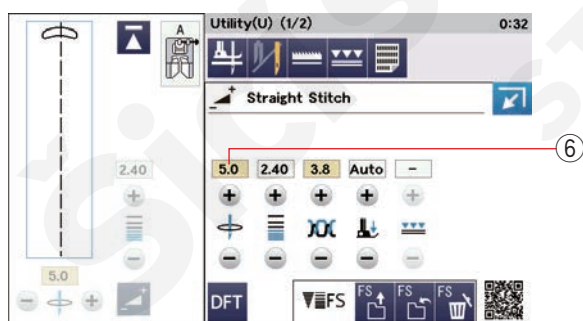 Utility(U) (1/2) 0:32
A
Straight Stitch
2.40
5.0
5.0 2.40 3.8 Auto –
6
DFT FS FS FS FS